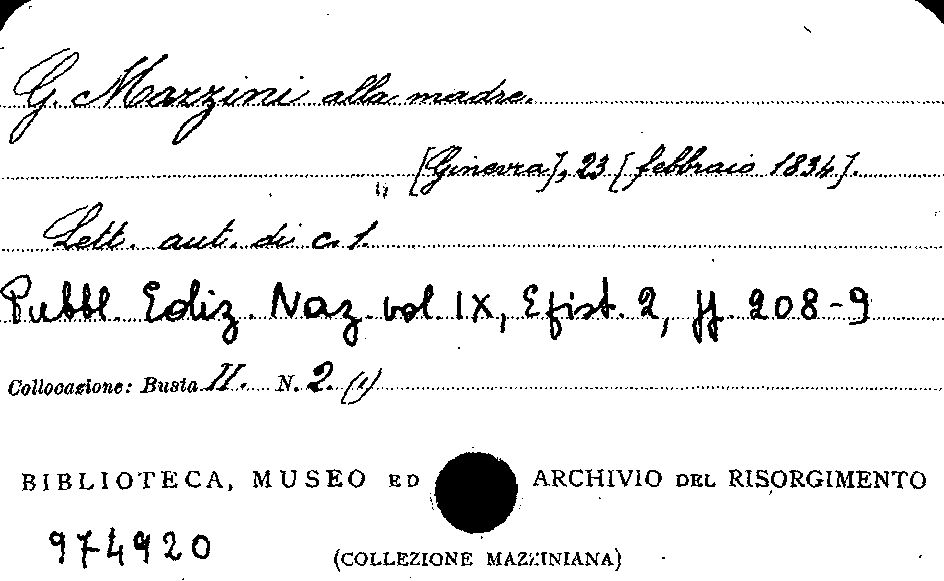 G. Mazzini alla madre.
[Ginevra], 23 [febbraio 1834].
Lett. aut. di c. 1.
Pubbl. Ediz. Naz. vol. IX, Epist. 2, pp. 208-9
Collocazione: Busta II. N. 2. (1)
BIBLIOTECA, MUSEO ED ARCHIVIO DEL RISORGIMENTO
974920
(COLLEZIONE MAZZINIANA)